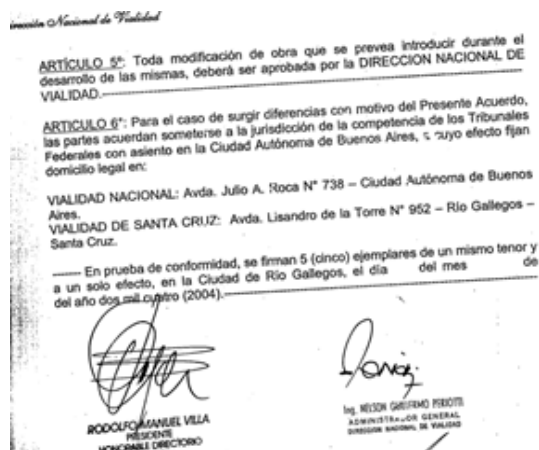 irección Nacional de Vialidad
ARTÍCULO 5º: Toda modificación de obra que se prevea introducir durante el
desarrollo de las mismas, deberá ser aprobada por la DIRECCION NACIONAL DE
VIALIDAD.---
ARTICULO 6º: Para el caso de surgir diferencias con motivo del Presente Acuerdo,
las partes acuerdan someterse a la jurisdicción de la competencia de los Tribunales
Federales con asiento en la Ciudad Autónoma de Buenos Aires, a cuyo efecto fijan
domicilio legal en:
VIALIDAD NACIONAL: Avda. Julio A. Roca Nº 738 – Ciudad Autónoma de Buenos
Aires.
VIALIDAD DE SANTA CRUZ: Avda. Lisandro de la Torre Nº 952 – Río Gallegos –
Santa Cruz.
------- En prueba de conformidad, se firman 5 (cinco) ejemplares de un mismo tenor y
a un solo efecto, en la Ciudad de Río Gallegos, el día del mes de
del año dos mil cuatro (2004).---
RODOLFO MANUEL VILLA
PRESIDENTE
HONORABLE DIRECTORIO
Ing. NELSON GUILLERMO PERIOTTI
ADMINISTRADOR GENERAL
DIRECCION NACIONAL DE VIALIDAD